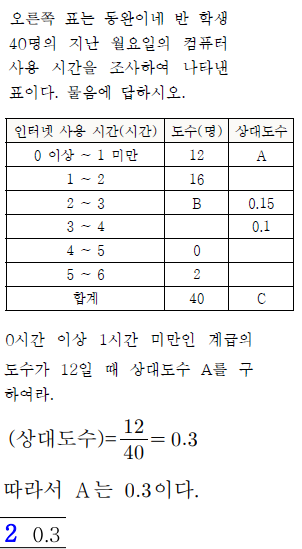 오른쪽 표는 동완이네 반 학생
40명의 지난 월요일의 컴퓨터
사용 시간을 조사하여 나타낸
표이다. 물음에 답하시오.
인터넷 사용 시간(시간) 도수(명) 상대도수
0 이상 ~ 1 미만 12 A
1 ~ 2 16
2 ~ 3 B 0.15
3 ~ 4 0.1
4 ~ 5 0
5 ~ 6 2
합계 40 C
0시간 이상 1시간 미만인 계급의
도수가 12일 때 상대도수 A를 구
하여라.
(상대도수)=12/40=0.3
따라서 A는 0.3이다.
2 0.3